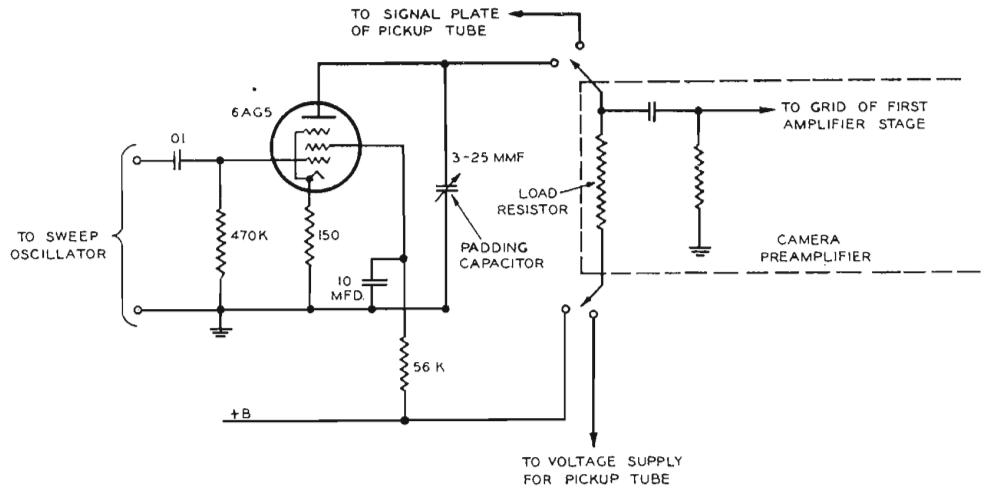 TO SIGNAL PLATE
OF PICKUP TUBE
6AG5
TO GRID OF FIRST
AMPLIFIER STAGE
.01
3-25 MMF
LOAD
RESISTOR
TO SWEEP
OSCILLATOR
470K
150
PADDING
CAPACITOR
CAMERA
PREAMPLIFIER
10
MFD.
56 K
+B
TO VOLTAGE SUPPLY
FOR PICKUP TUBE